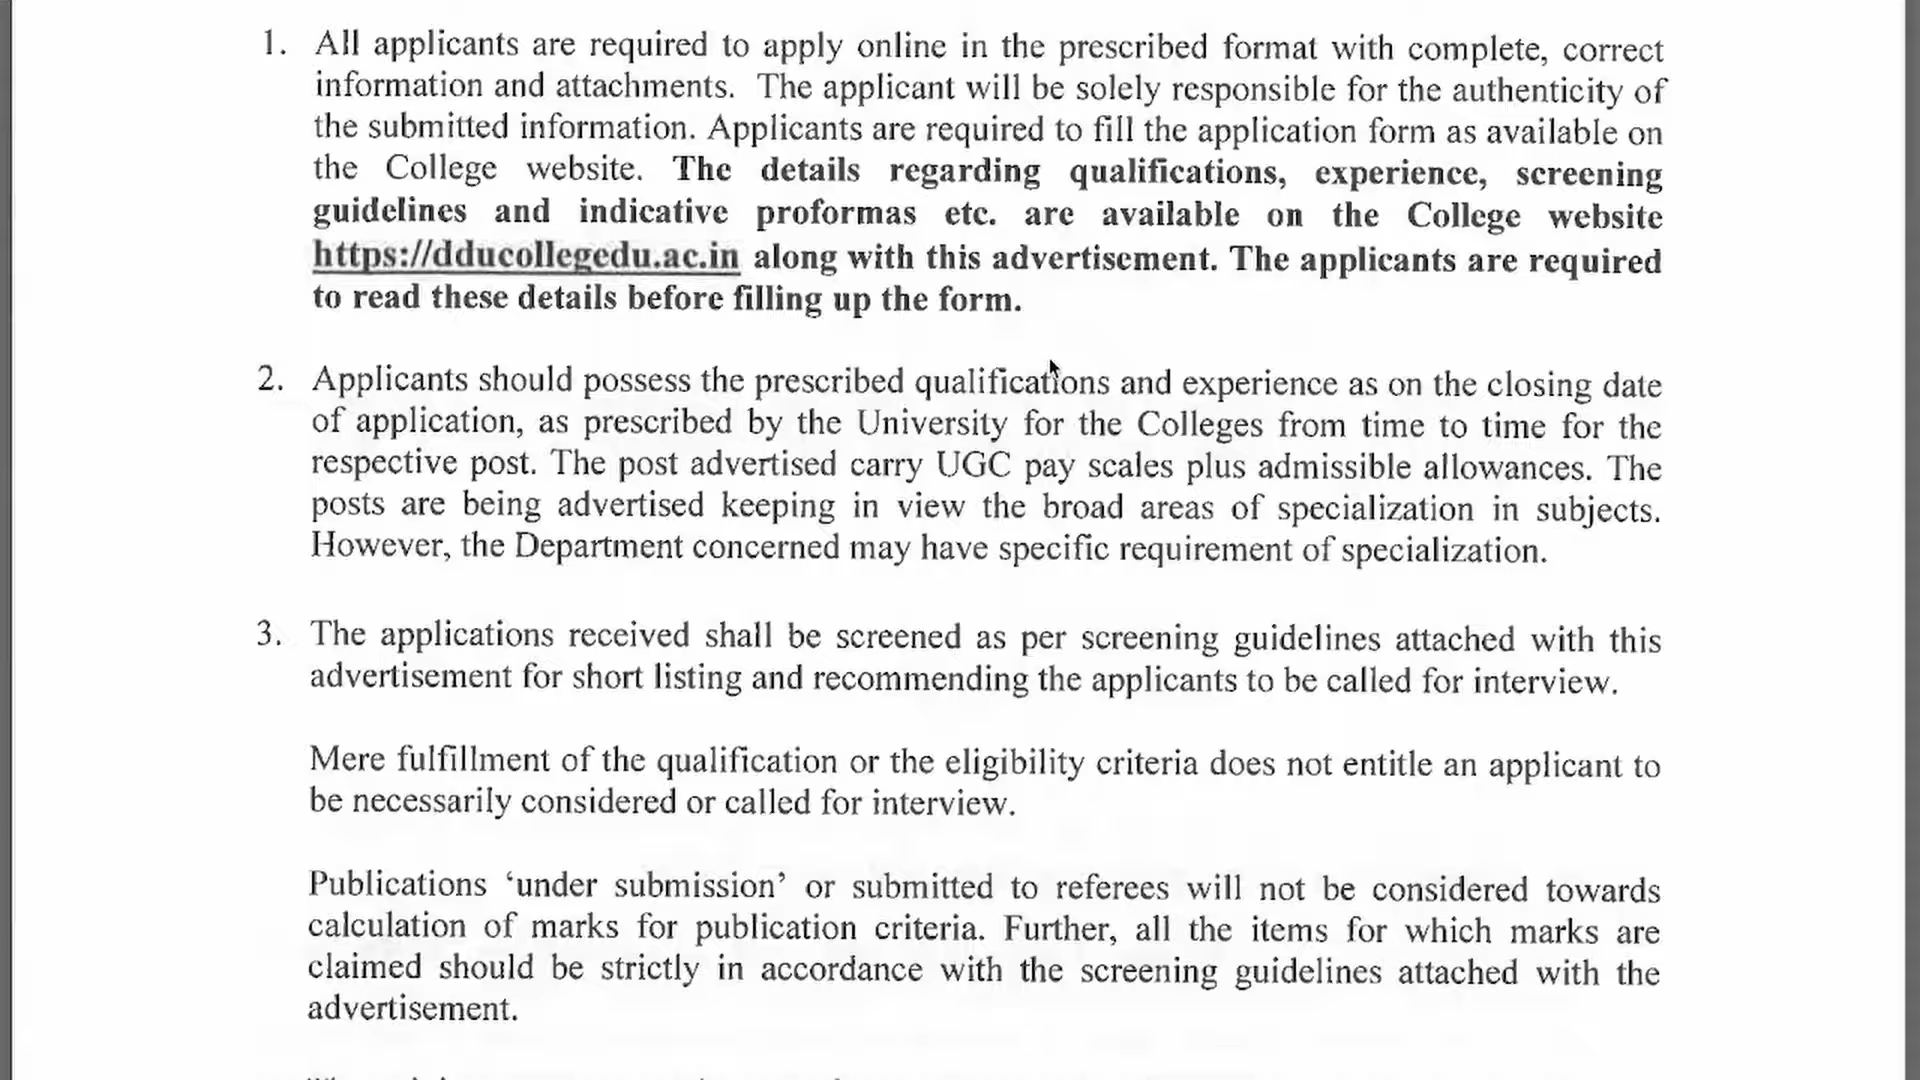 1. All applicants are required to apply online in the prescribed format with complete, correct
information and attachments. The applicant will be solely responsible for the authenticity of
the submitted information. Applicants are required to fill the application form as available on
the College website. The details regarding qualifications, experience, screening
guidelines and indicative proformas etc. are available on the College website
https://dducollegedu.ac.in along with this advertisement. The applicants are required
to read these details before filling up the form.
2. Applicants should possess the prescribed qualifications and experience as on the closing date
of application, as prescribed by the University for the Colleges from time to time for the
respective post. The post advertised carry UGC pay scales plus admissible allowances. The
posts are being advertised keeping in view the broad areas of specialization in subjects.
However, the Department concerned may have specific requirement of specialization.
3. The applications received shall be screened as per screening guidelines attached with this
advertisement for short listing and recommending the applicants to be called for interview.
Mere fulfillment of the qualification or the eligibility criteria does not entitle an applicant to
be necessarily considered or called for interview.
Publications ‘under submission’ or submitted to referees will not be considered towards
calculation of marks for publication criteria. Further, all the items for which marks are
claimed should be strictly in accordance with the screening guidelines attached with the
advertisement.